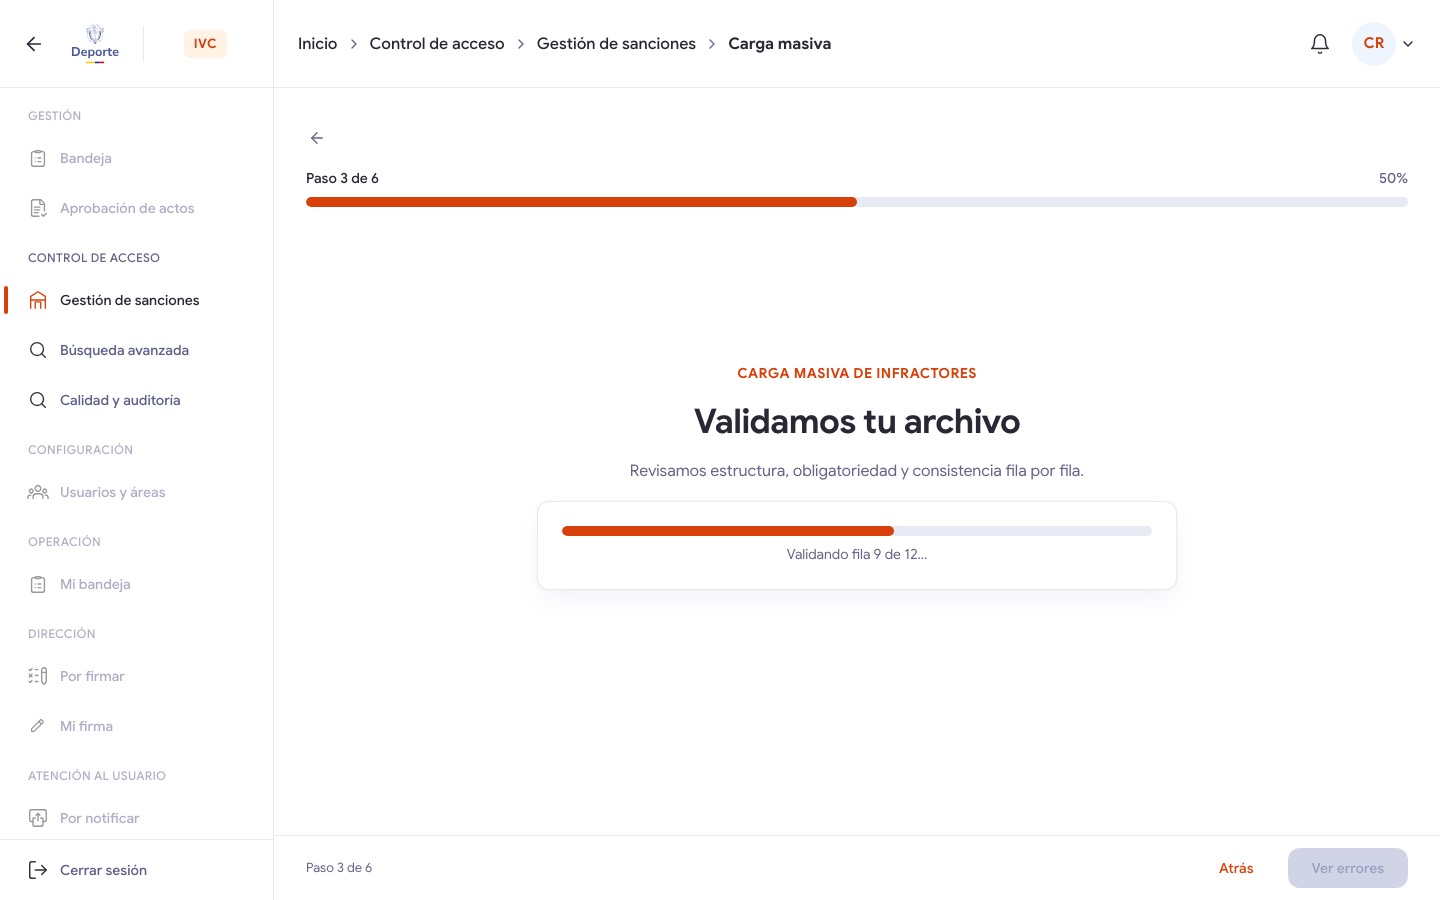 Deporte
IVC
Inicio > Control de acceso > Gestión de sanciones > Carga masiva
CR
GESTIÓN
Bandeja
Aprobación de actos
CONTROL DE ACCESO
Gestión de sanciones
Búsqueda avanzada
Calidad y auditoría
CONFIGURACIÓN
Usuarios y áreas
OPERACIÓN
Mi bandeja
DIRECCIÓN
Por firmar
Mi firma
ATENCIÓN AL USUARIO
Por notificar
Cerrar sesión
Paso 3 de 6
50%
CARGA MASIVA DE INFRACTORES
Validamos tu archivo
Revisamos estructura, obligatoriedad y consistencia fila por fila.
Validando fila 9 de 12...
Paso 3 de 6
Atrás
Ver errores